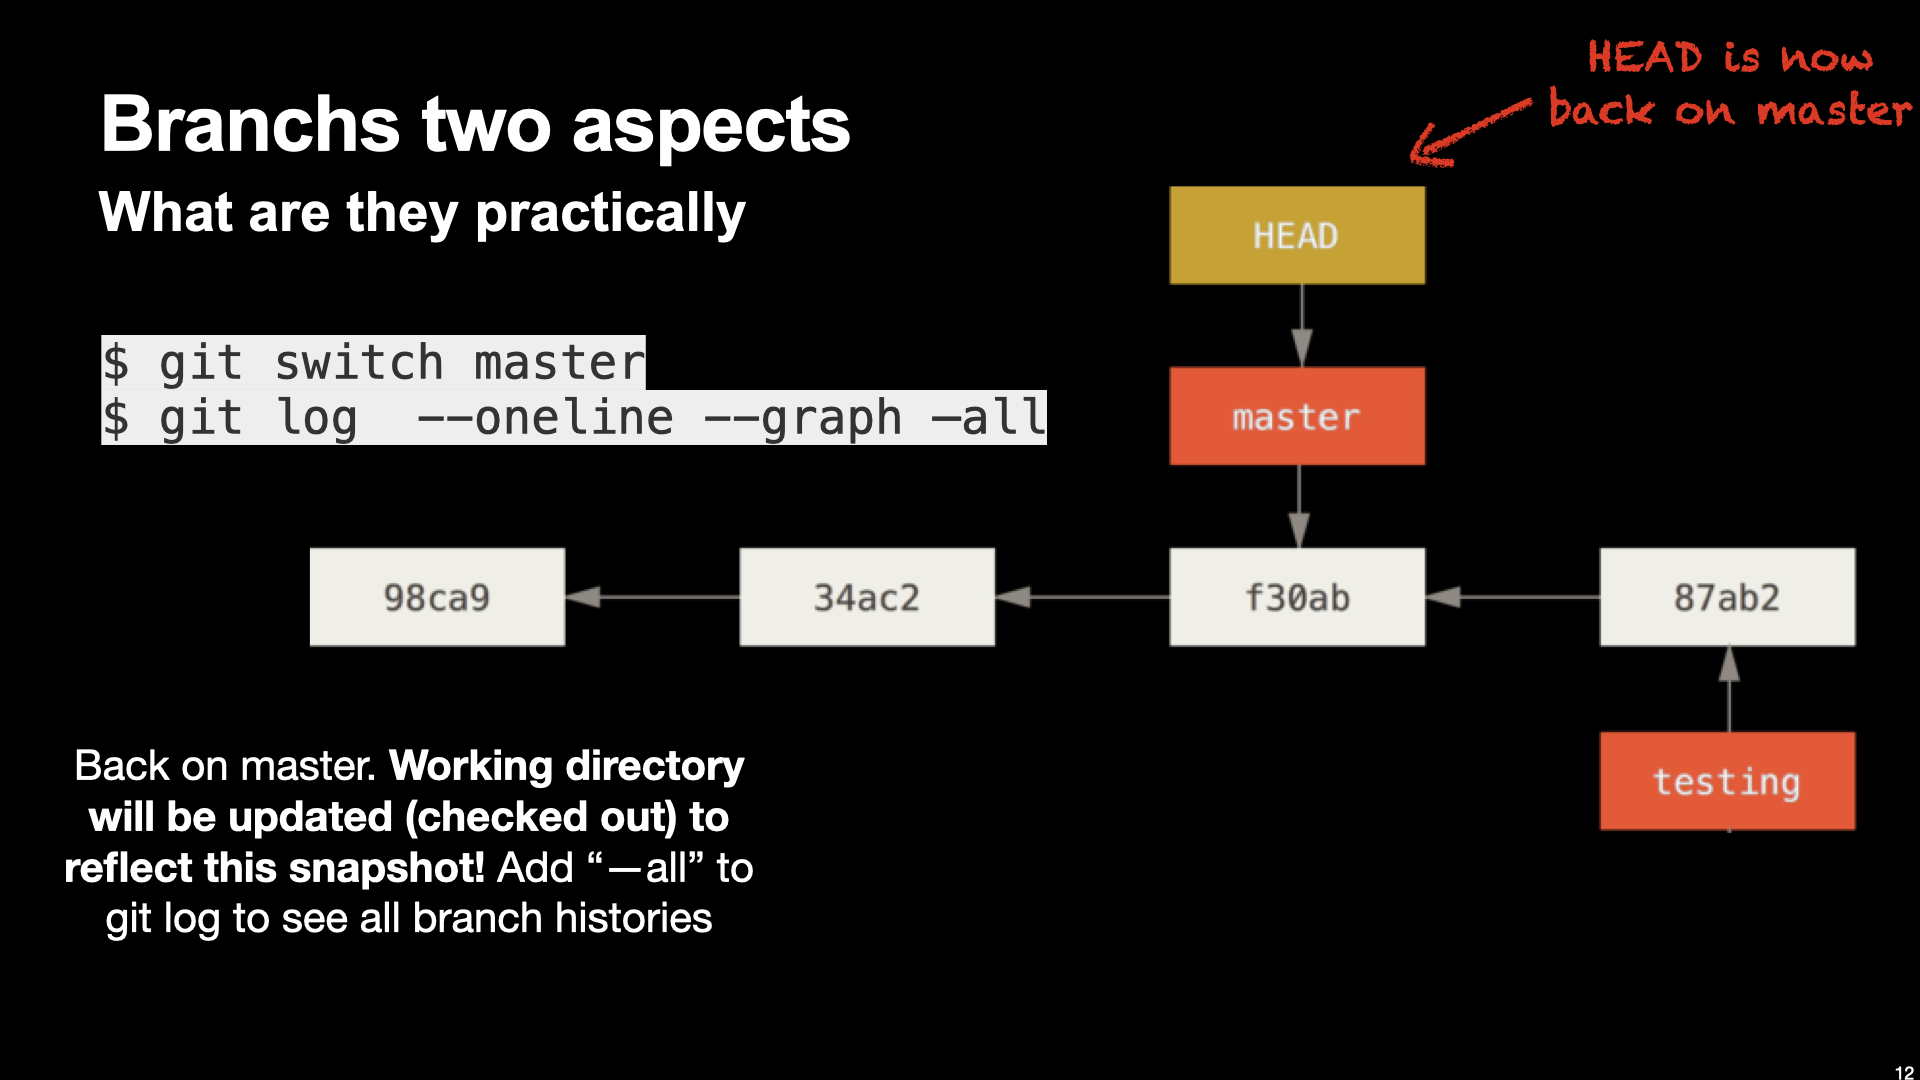 HEAD is now
back on master
Branchs two aspects
What are they practically
HEAD
$ git switch master
$ git log  --oneline --graph —all
master
98ca9
34ac2
f30ab
87ab2
testing
Back on master. Working directory
will be updated (checked out) to
reflect this snapshot! Add “—all” to
git log to see all branch histories
12